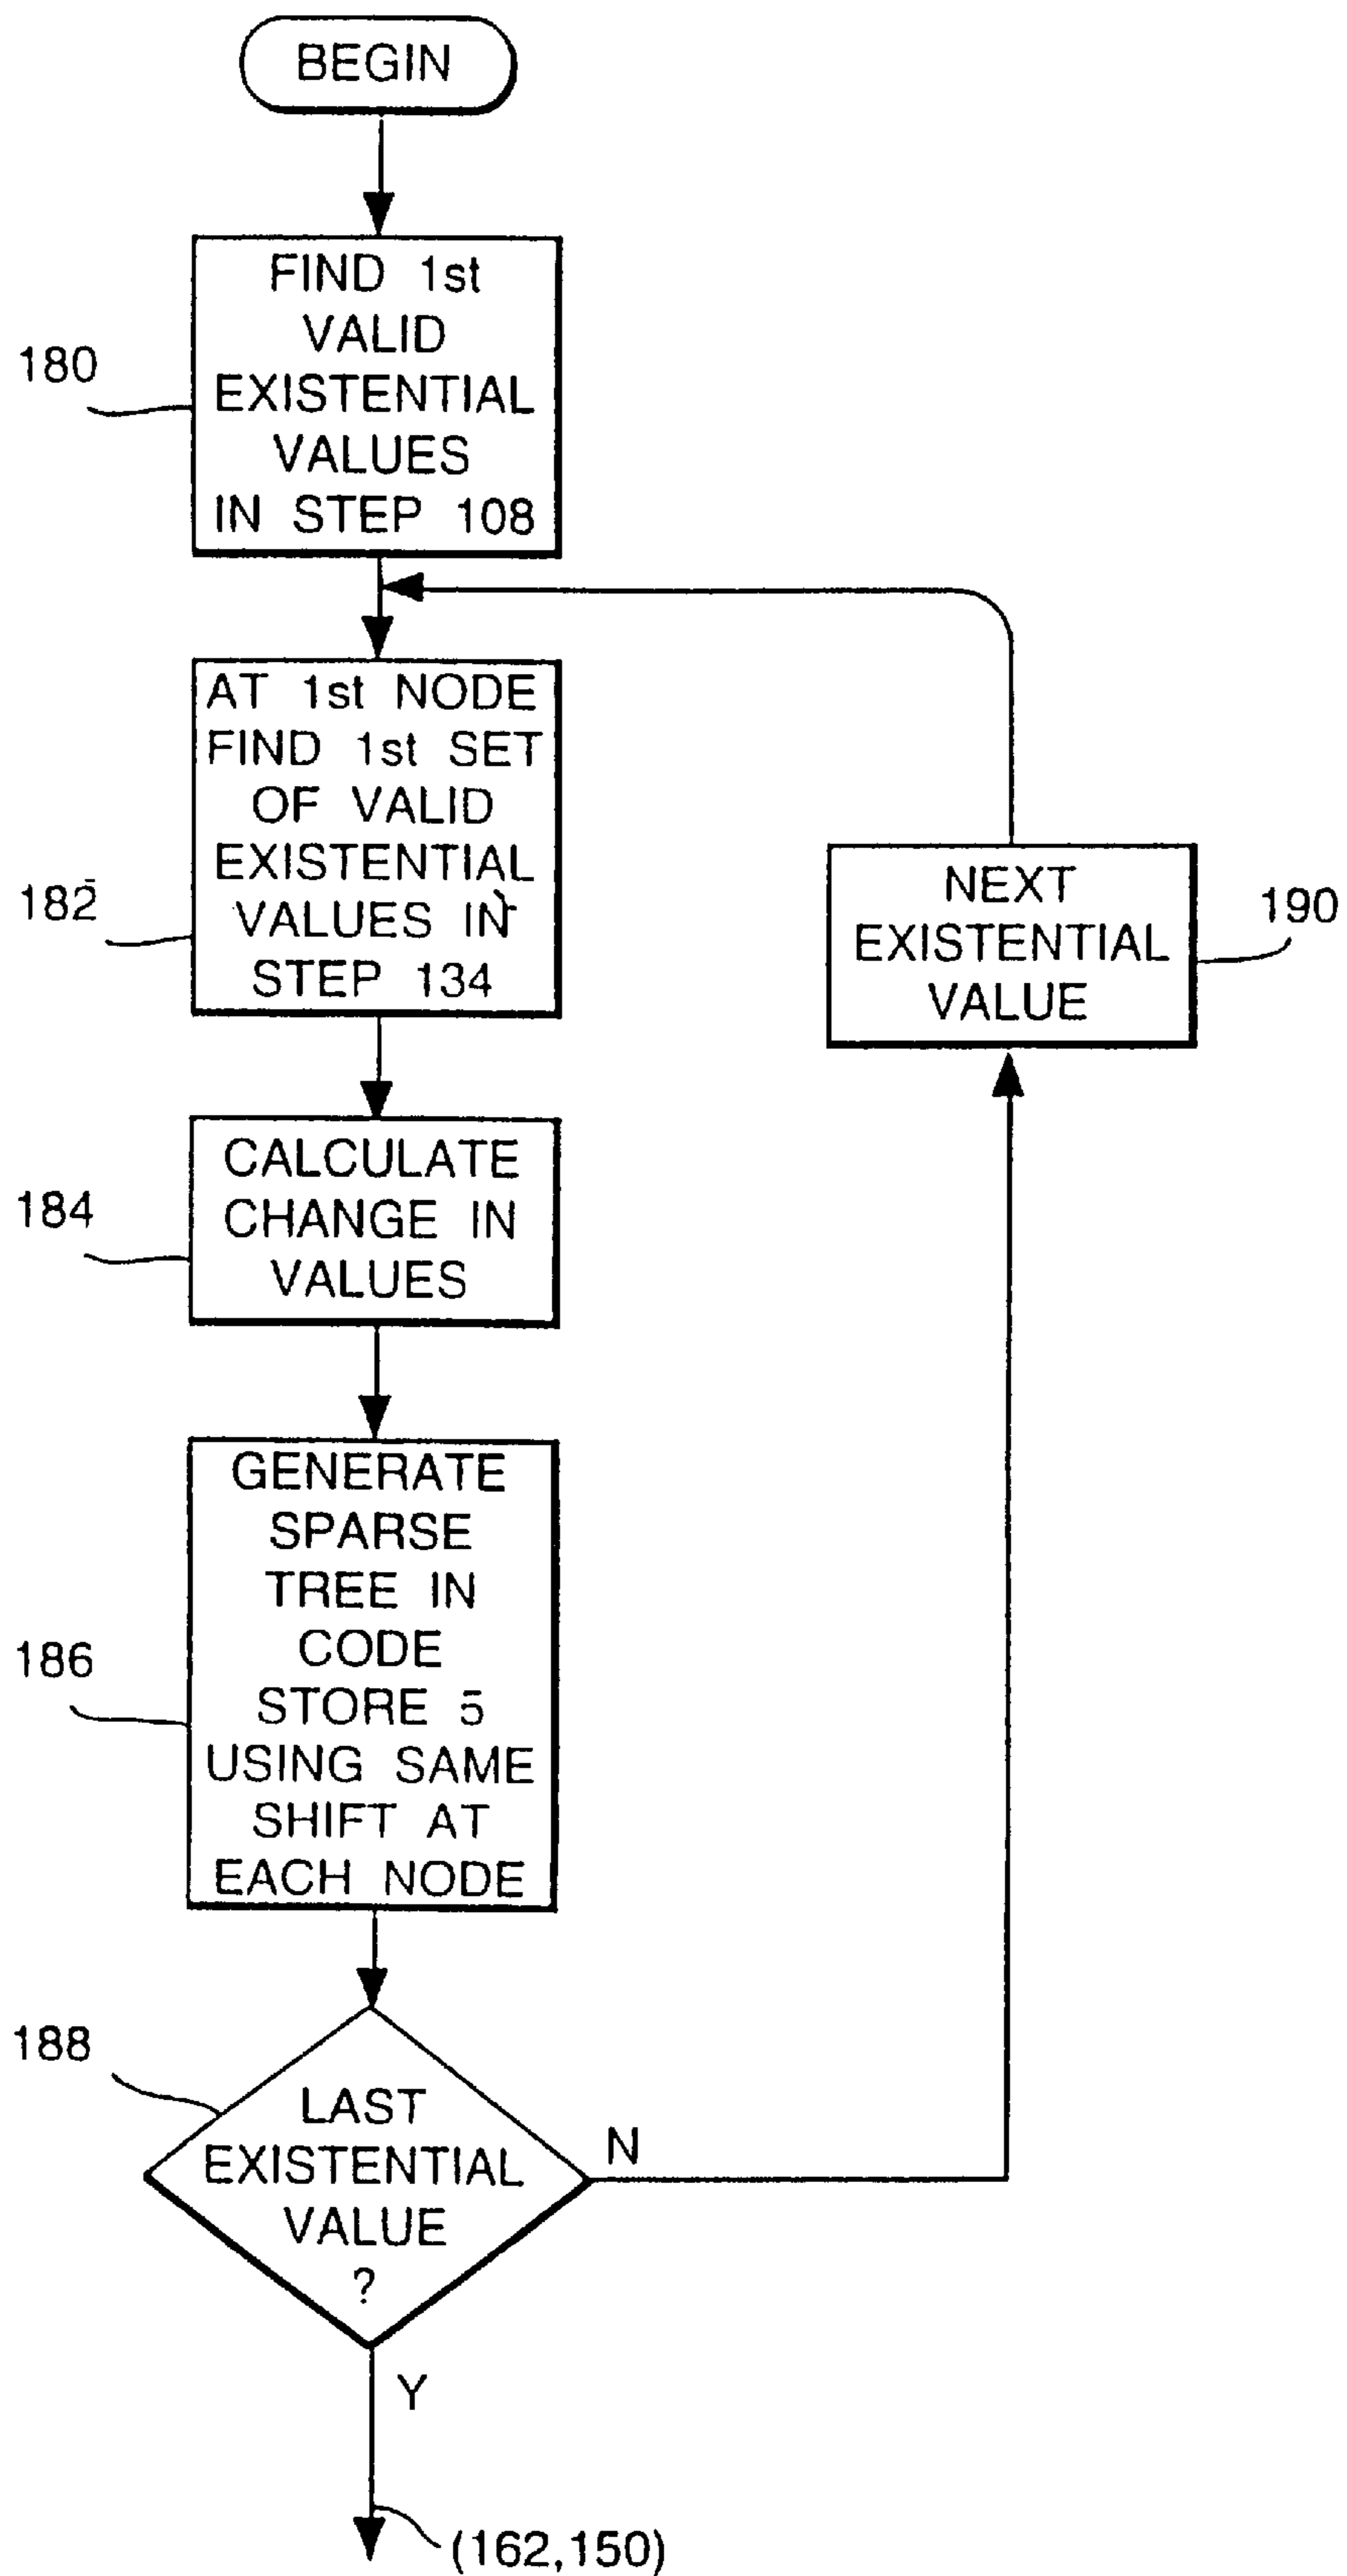 BEGIN
FIND 1st
VALID
EXISTENTIAL
VALUES
IN STEP 108
180
AT 1st NODE
FIND 1st SET
OF VALID
EXISTENTIAL
VALUES IN
STEP 134
182
NEXT
EXISTENTIAL
VALUE
190
CALCULATE
CHANGE IN
VALUES
184
GENERATE
SPARSE
TREE IN
CODE
STORE 5
USING SAME
SHIFT AT
EACH NODE
186
LAST
EXISTENTIAL
VALUE
?
188
N
Y
(162,150)